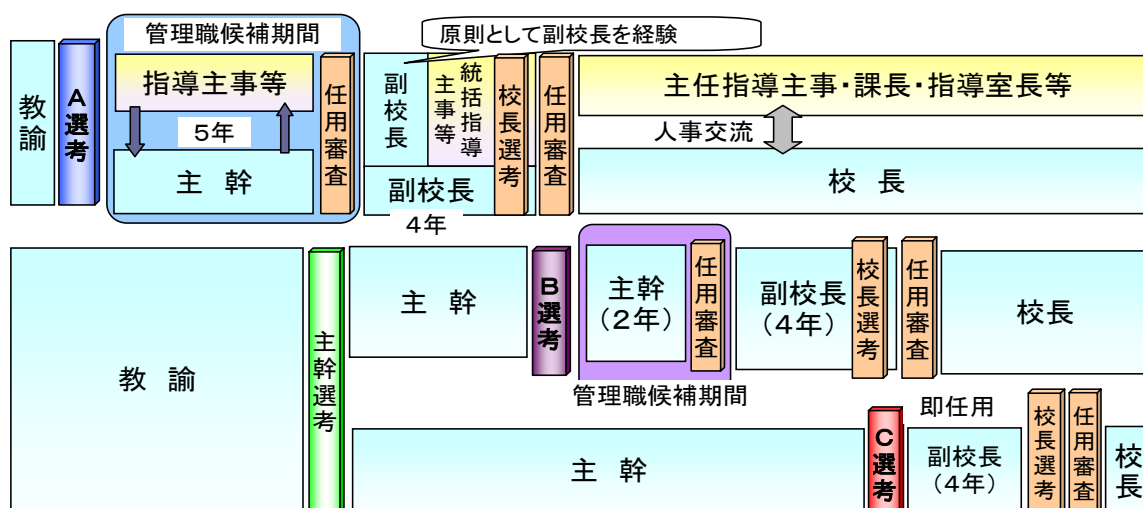 管理職候補期間
原則として副校長を経験
教諭
A選考
指導主事等
5年
主 幹
任用審査
副校長
統括指導
主事等
副校長
4年
校長選考
任用審査
主任指導主事・課長・指導室長等
人事交流
校 長
教 諭
主幹選考
主 幹
B選考
主幹
(2年)
任用審査
管理職候補期間
副校長
(4年)
校長選考
任用審査
校長
主 幹
C選考
即任用
副校長
(4年)
校長選考
任用審査
校長